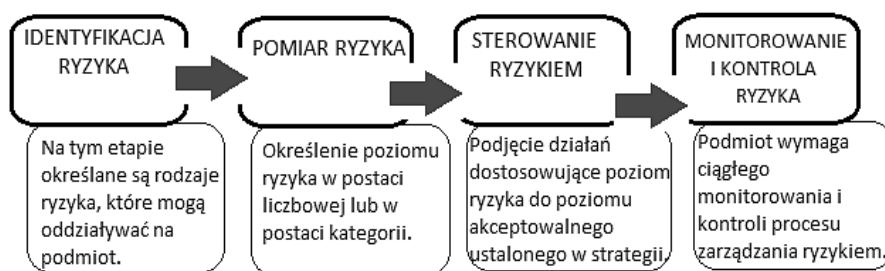 IDENTYFIKACJA
RYZYKA
Na tym etapie
określane są rodzaje
ryzyka, które mogą
oddziaływać na
podmiot.
POMIAR RYZYKA
Określenie poziomu
ryzyka w postaci
liczbowej lub w
postaci kategorii.
STEROWANIE
RYZYKIEM
Podjęcie działań
dostosowujące poziom
ryzyka do poziomu
akceptowalnego
ustalonego w strategii.
MONITOROWANIE
I KONTROLA
RYZYKA
Podmiot wymaga
ciągłego
monitorowania i
kontroli procesu
zarządzania ryzykiem.